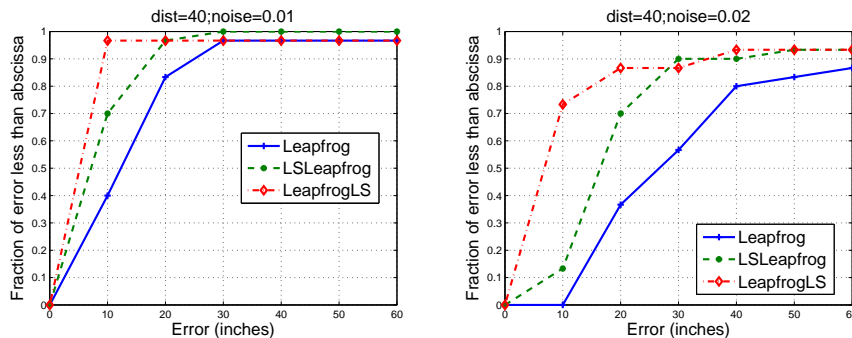 dist=40;noise=0.01
Fraction of error less than abscissa
1
0.9
0.8
0.7
0.6
0.5
0.4
0.3
0.2
0.1
0
0 10 20 30 40 50 60
Error (inches)
Leapfrog
LSLeapfrog
LeapfrogLS
dist=40;noise=0.02
Fraction of error less than abscissa
1
0.9
0.8
0.7
0.6
0.5
0.4
0.3
0.2
0.1
0
0 10 20 30 40 50 60
Error (inches)
Leapfrog
LSLeapfrog
LeapfrogLS